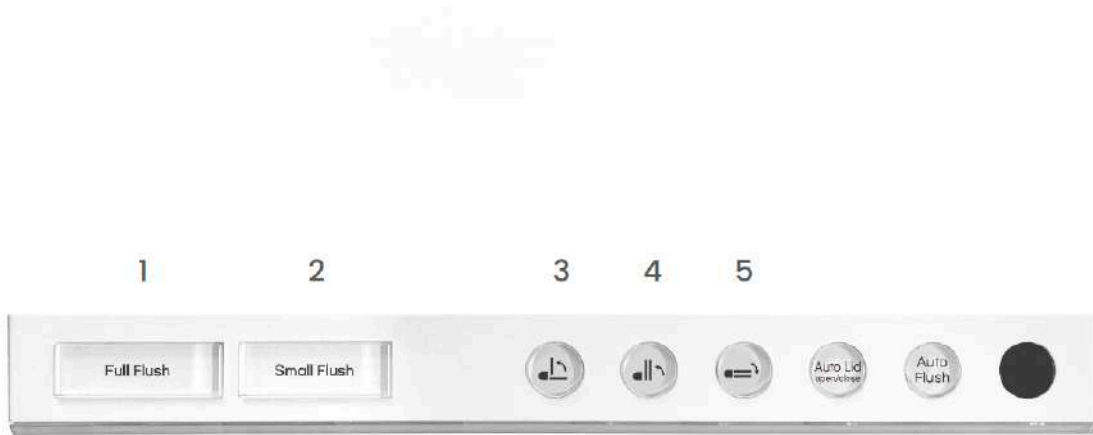 1 2 3 4 5
Full Flush
Small Flush
Auto Lid
open/close
Auto
Flush